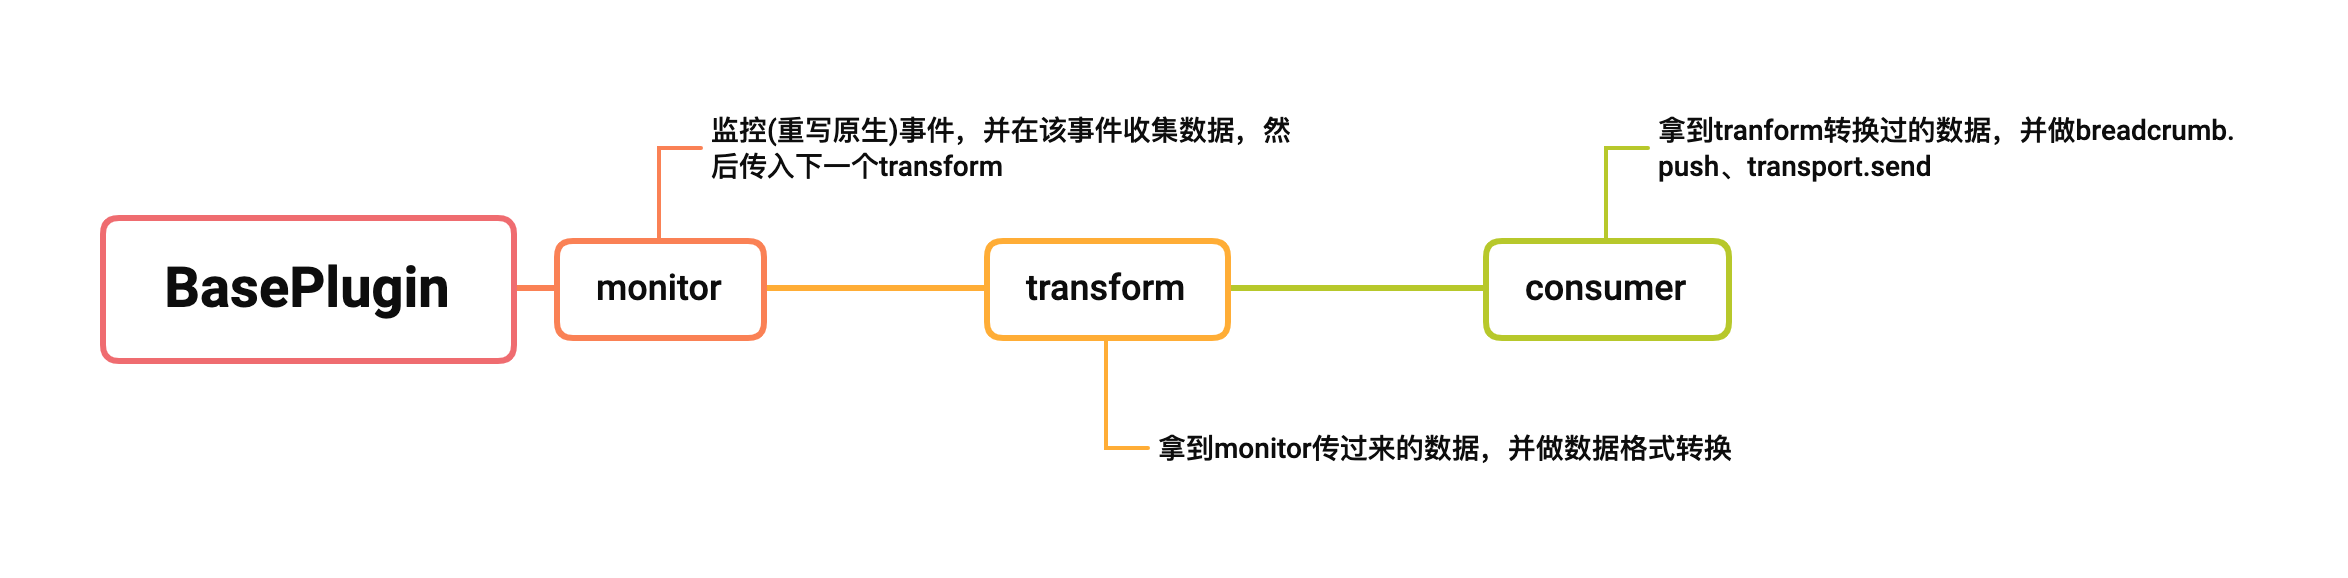 监控(重写原生)事件，并在该事件收集数据，然
后传入下一个transform
拿到tranform转换过的数据，并做breadcrumb.
push、transport.send
BasePlugin
monitor
transform
consumer
拿到monitor传过来的数据，并做数据格式转换